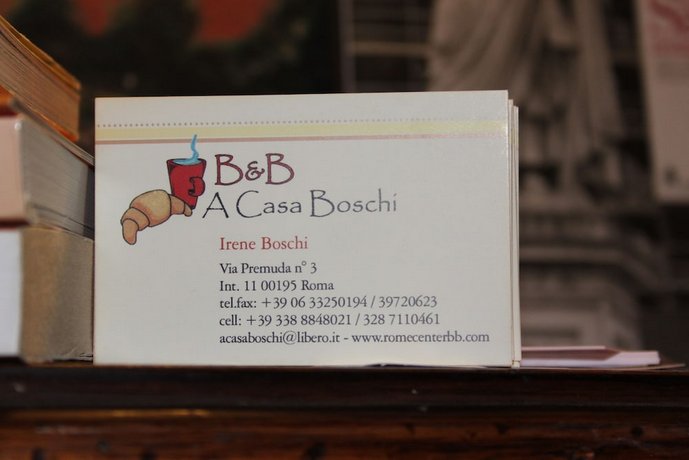 B&B
A Casa Boschi
Irene Boschi
Via Premuda n° 3
Int. 11 00195 Roma
tel.fax: +39 06 33250194 / 39720623
cell: +39 338 8848021 / 328 7110461
acasaboschi@libero.it - www.romecenterbb.com